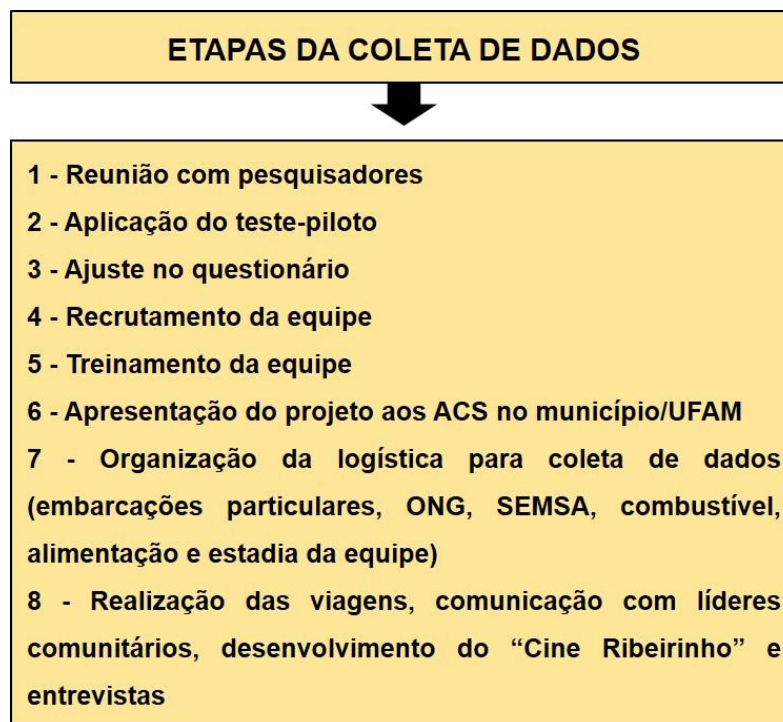 ETAPAS DA COLETA DE DADOS
1 - Reunião com pesquisadores
2 - Aplicação do teste-piloto
3 - Ajuste no questionário
4 - Recrutamento da equipe
5 - Treinamento da equipe
6 - Apresentação do projeto aos ACS no município/UFAM
7 - Organização da logística para coleta de dados
(embarcações particulares, ONG, SEMSA, combustível,
alimentação e estadia da equipe)
8 - Realização das viagens, comunicação com líderes
comunitários, desenvolvimento do “Cine Ribeirinho” e
entrevistas